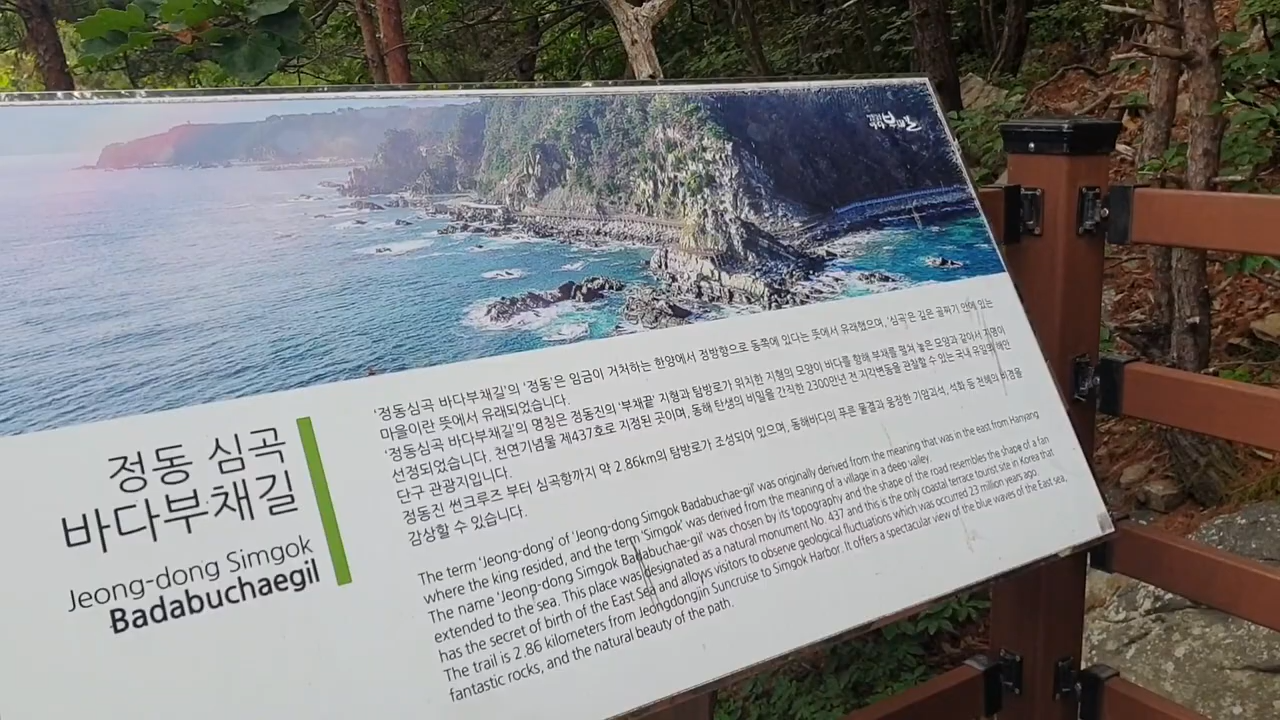 정동 심곡
바다부채길
Jeong-dong Simgok
Badabuchaegil
'정동심곡 바다부채길'의 '정동'은 임금이 거처하는 한양에서 정방향으로 동쪽에 있다는 뜻에서 유래했으며, '심곡'은 깊은 골짜기 안에 있는
마을이란 뜻에서 유래되었습니다.
'정동심곡 바다부채길'의 명칭은 정동진의 '부채끝' 지형과 탐방로가 위치한 지형의 모양이 바다를 향해 부채를 펼쳐 놓은 모양과 같아서 지명이
선정되었습니다. 천연기념물 제437호로 지정된 곳이며, 동해 탄생의 비밀을 간직한 2300만년 전 지각변동을 관찰할 수 있는 국내 유일의 해안
단구 관광지입니다.
정동진 썬크루즈 부터 심곡항까지 약 2.86km의 탐방로가 조성되어 있으며, 동해바다의 푸른 물결과 웅장한 기암괴석, 석화 등 천혜의 비경을
감상할 수 있습니다.
The term 'Jeong-dong' of 'Jeong-dong Simgok Badabuchae-gil' was originally derived from the meaning that was in the east from Hanyang
where the king resided, and the term 'Simgok' was derived from the meaning of a village in a deep valley.
The name 'Jeong-dong Simgok Badabuchae-gil' was chosen by its topography and the shape of the road resembles the shape of a fan
extended to the sea. This place was designated as a natural monument No. 437 and this is the only coastal terrace tourist site in Korea that
has the secret of birth of the East Sea and allows visitors to observe geological fluctuations which was occurred 23 million years ago.
The trail is 2.86 kilometers from Jeongdongjin Suncruise to Simgok Harbor. It offers a spectacular view of the blue waves of the East sea,
fantastic rocks, and the natural beauty of the path.